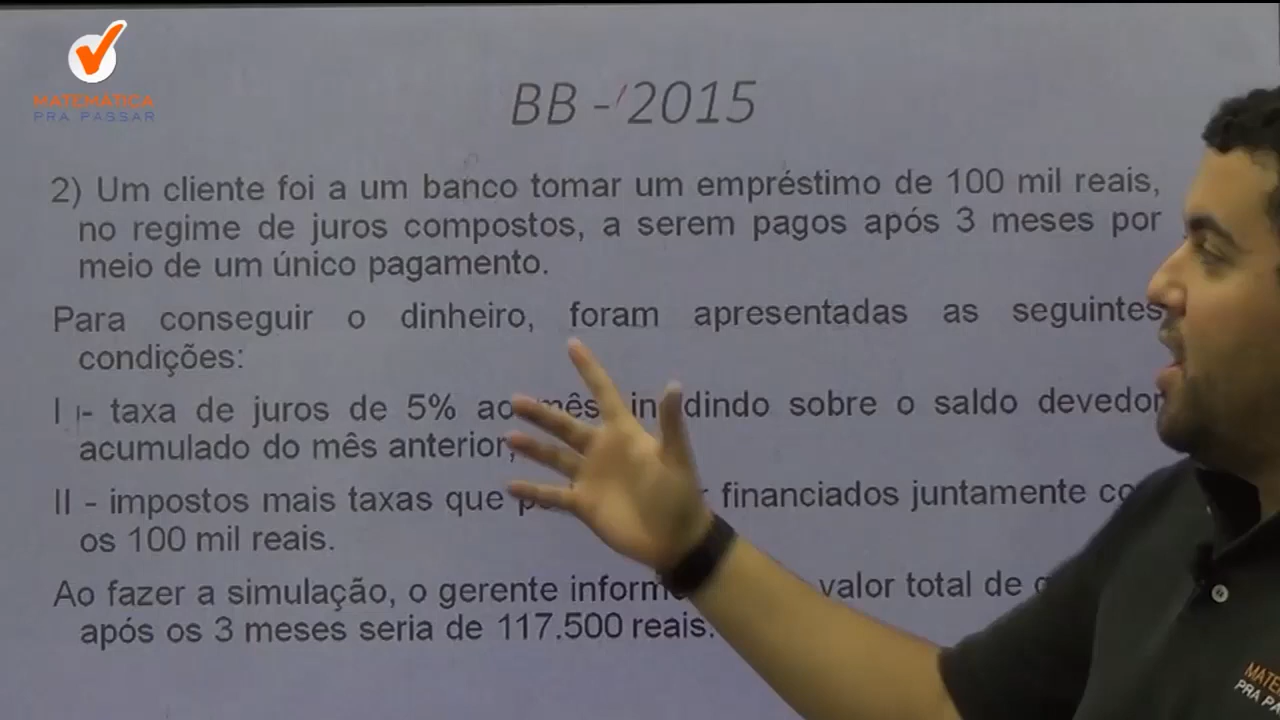 MATEMÁTICA
PRA PASSAR
BB - 2015
2) Um cliente foi a um banco tomar um empréstimo de 100 mil reais,
no regime de juros compostos, a serem pagos após 3 meses por
meio de um único pagamento.
Para conseguir o dinheiro, foram apresentadas as seguintes
condições:
I - taxa de juros de 5% ao mês, in dindo sobre o saldo devedor
acumulado do mês anterior;
II - impostos mais taxas que financiados juntamente
os 100 mil reais.
Ao fazer a simulação, o gerente valor total de
após os 3 meses seria de 117.500 reais.
MATE
PRA PA